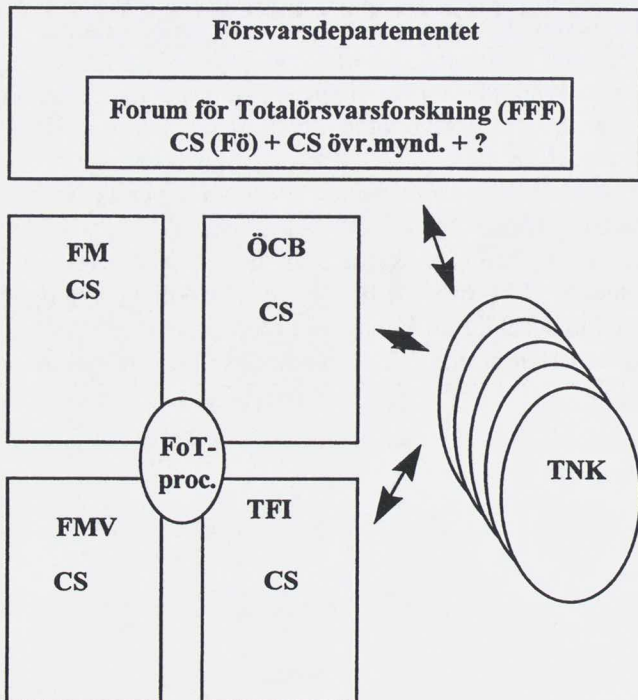 Försvarsdepartementet
Forum för Totalörsvarsforskning (FFF)
CS (Fö) + CS övr.mynd. + ?
FM
CS
ÖCB
CS
FoT-
proc.
TNK
FMV
CS
TFI
CS